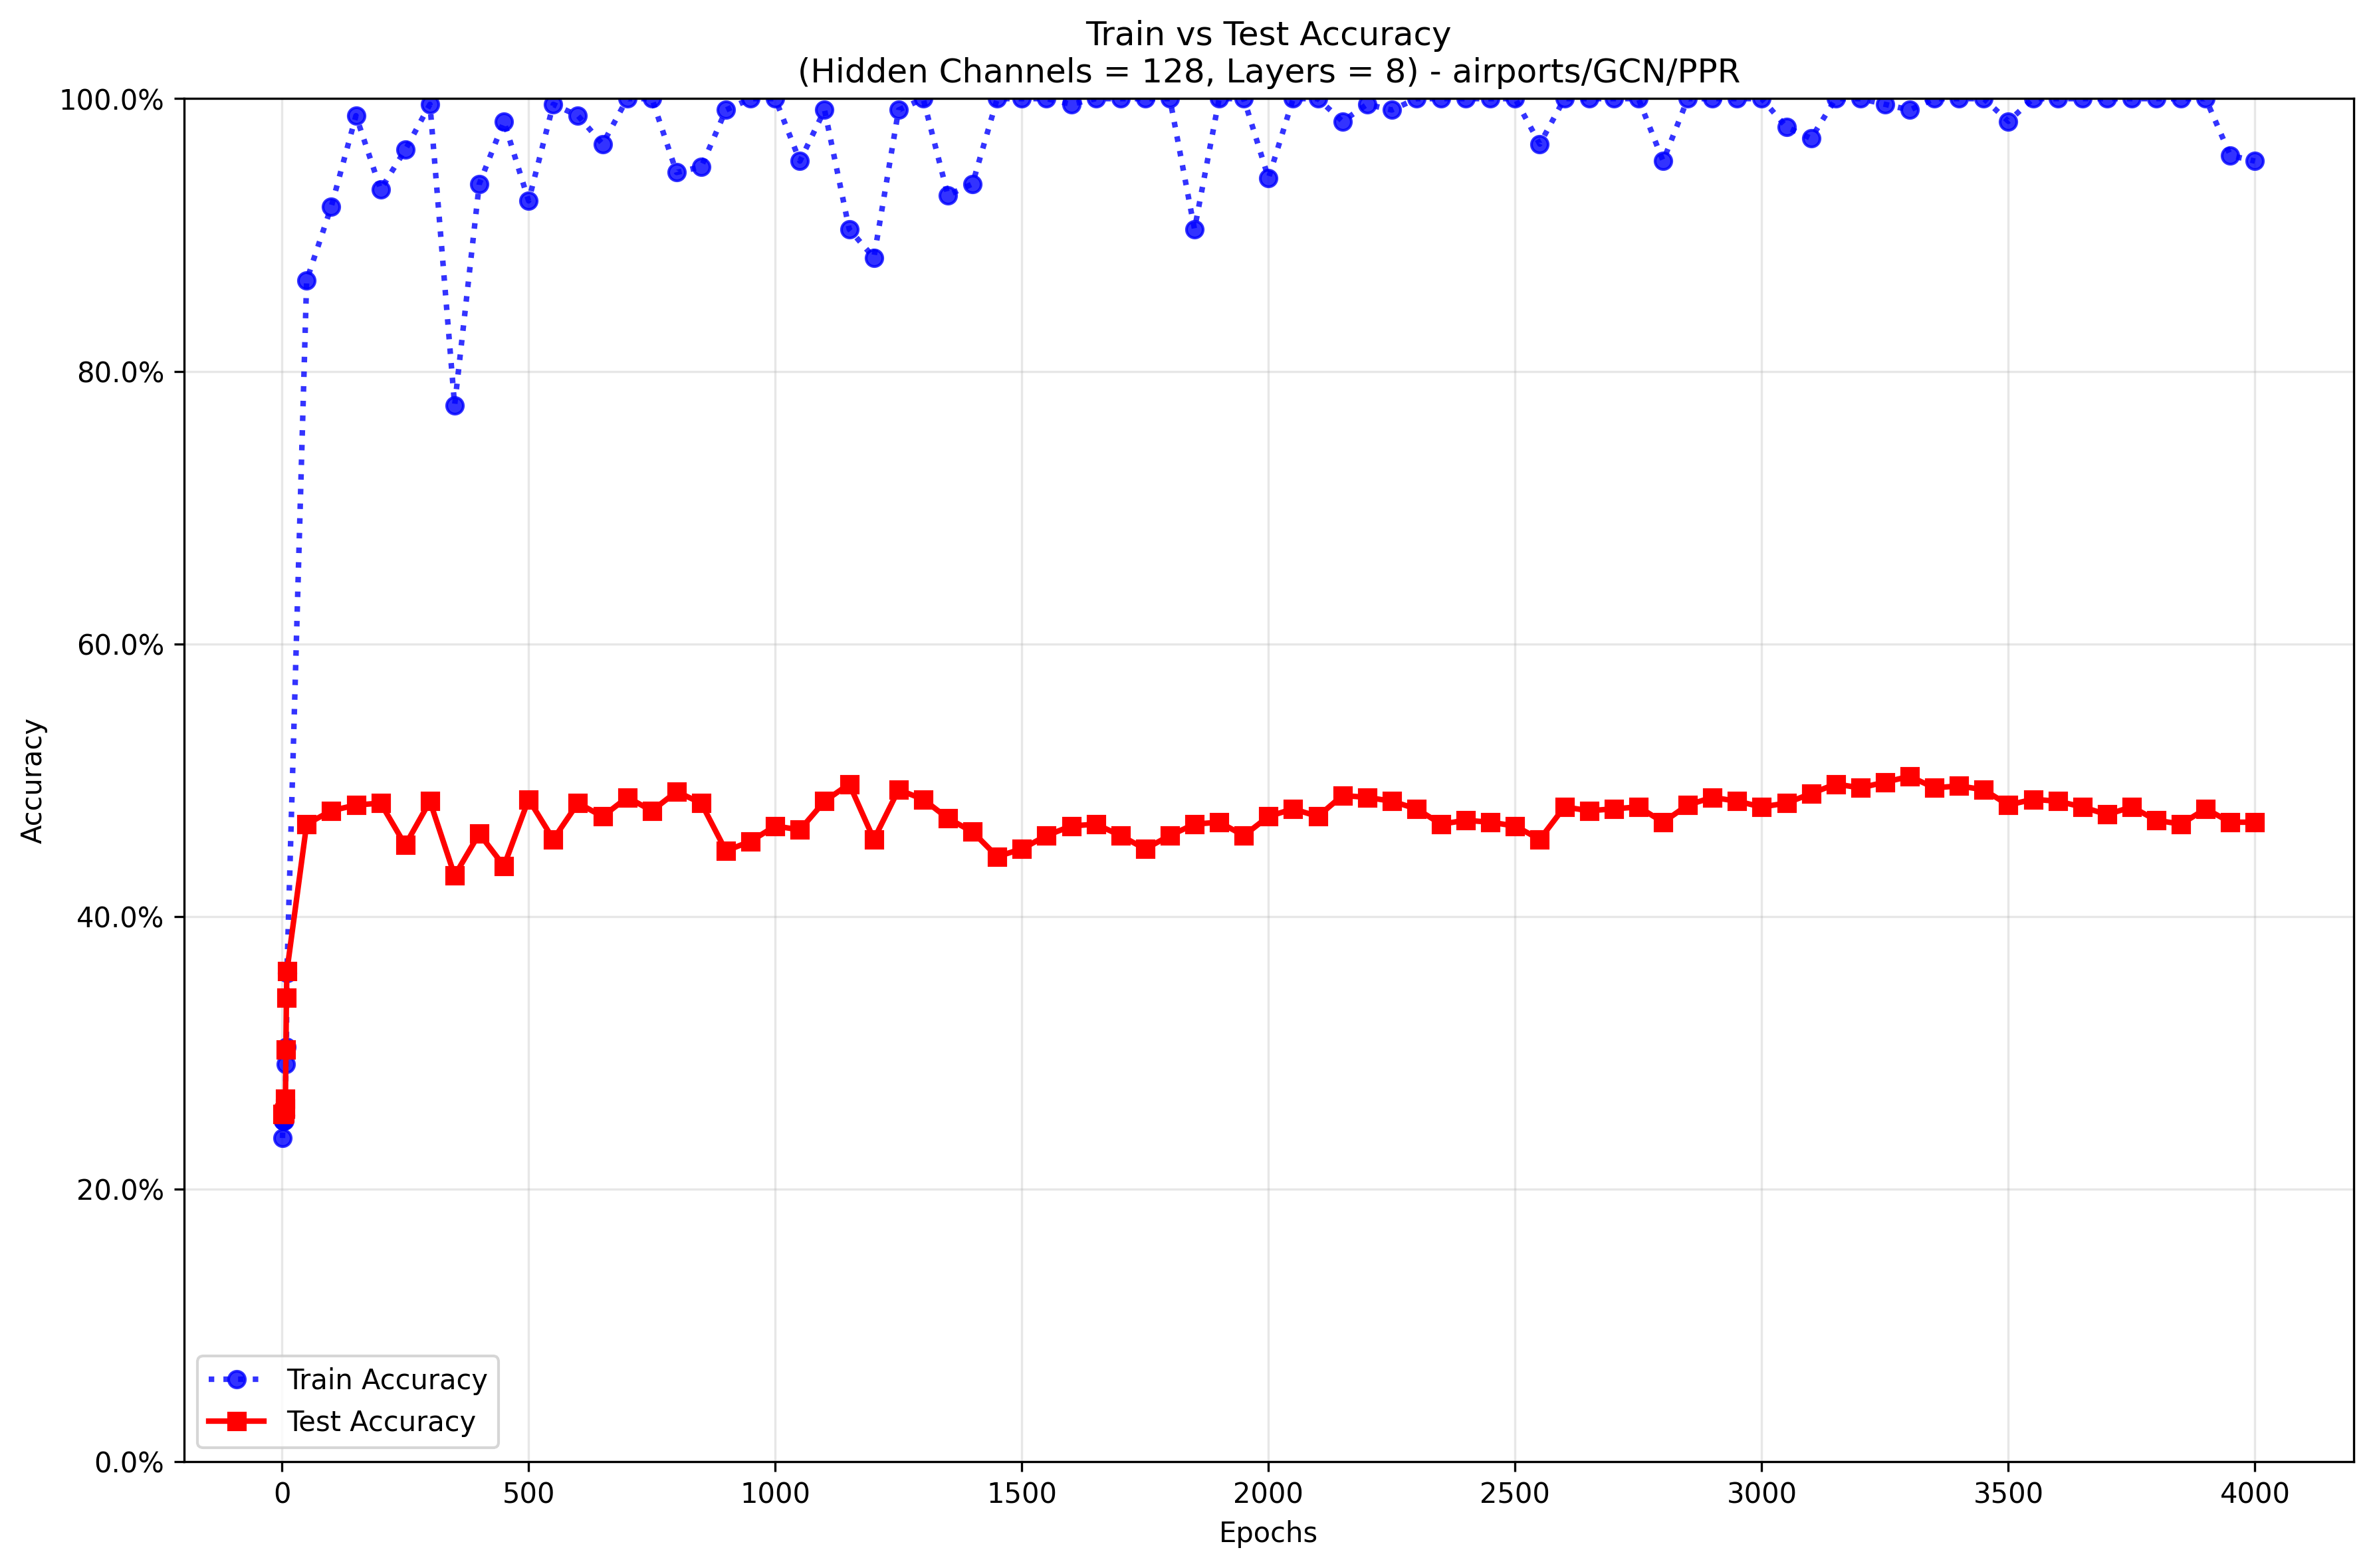 Train vs Test Accuracy
(Hidden Channels = 128, Layers = 8) - airports/GCN/PPR
100.0%
80.0%
60.0%
40.0%
20.0%
0.0%
Accuracy
Train Accuracy
Test Accuracy
0 500 1000 1500 2000 2500 3000 3500 4000
Epochs